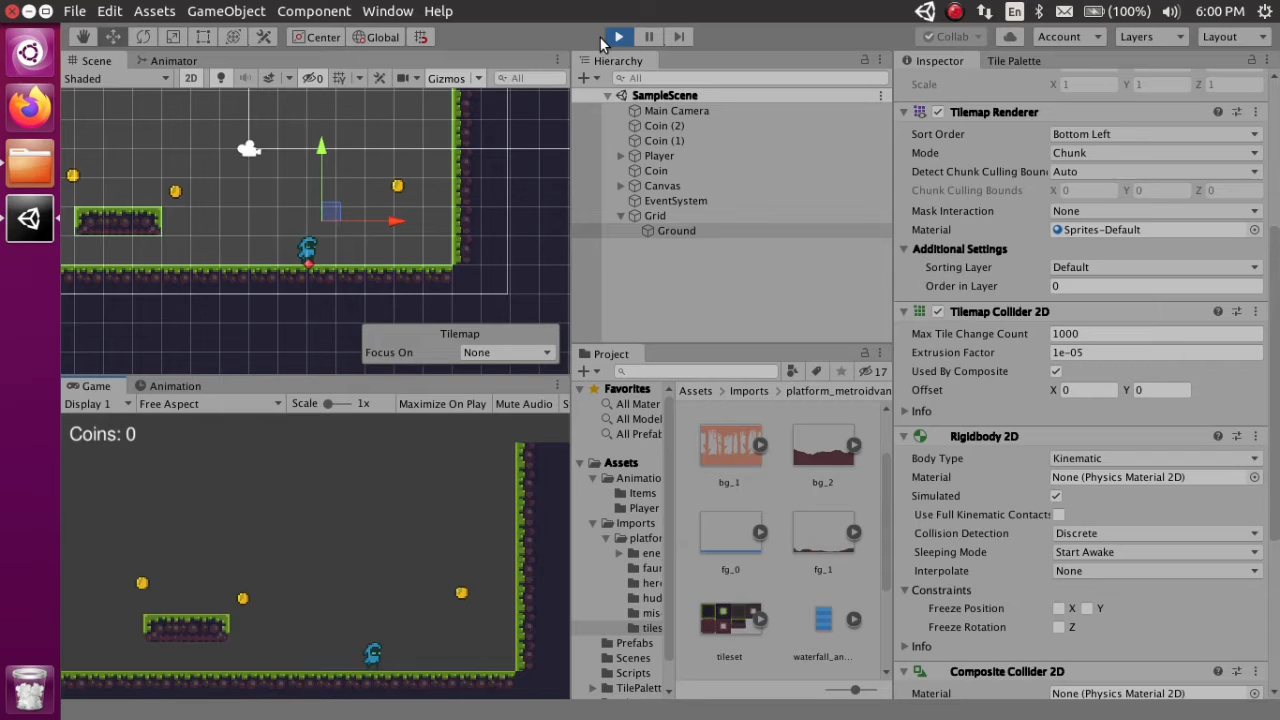 File Edit Assets GameObject Component Window Help
En (100%) 6:00 PM
Center Global
Collab Account Layers Layout
Scene Animator
Shaded 2D 0 Gizmos All
Tilemap
Focus On None
Game Animation
Display 1 Free Aspect Scale 1x Maximize On Play Mute Audio S
Coins: 0
Hierarchy
All
SampleScene
Main Camera
Coin (2)
Coin (1)
Player
Coin
Canvas
EventSystem
Grid
Ground
Project
17
Favorites
All Mater
All Model
All Prefab
Assets
Animatio
Items
Player
Imports
platfor
ene
faur
hero
hud
mis
tiles
Prefabs
Scenes
Scripts
TilePalett
Assets Imports platform_metroidvan
bg_1 bg_2
fg_0 fg_1
tileset waterfall_an...
Inspector Tile Palette
Scale X 1 Y 1 Z 1
Tilemap Renderer
Sort Order Bottom Left
Mode Chunk
Detect Chunk Culling Boun Auto
Chunk Culling Bounds X 0 Y 0 Z 0
Mask Interaction None
Material Sprites-Default
Additional Settings
Sorting Layer Default
Order in Layer 0
Tilemap Collider 2D
Max Tile Change Count 1000
Extrusion Factor 1e-05
Used By Composite
Offset X 0 Y 0
Info
Rigidbody 2D
Body Type Kinematic
Material None (Physics Material 2D)
Simulated
Use Full Kinematic Contacts
Collision Detection Discrete
Sleeping Mode Start Awake
Interpolate None
Constraints
Freeze Position X Y
Freeze Rotation Z
Info
Composite Collider 2D
Material None (Physics Material 2D)